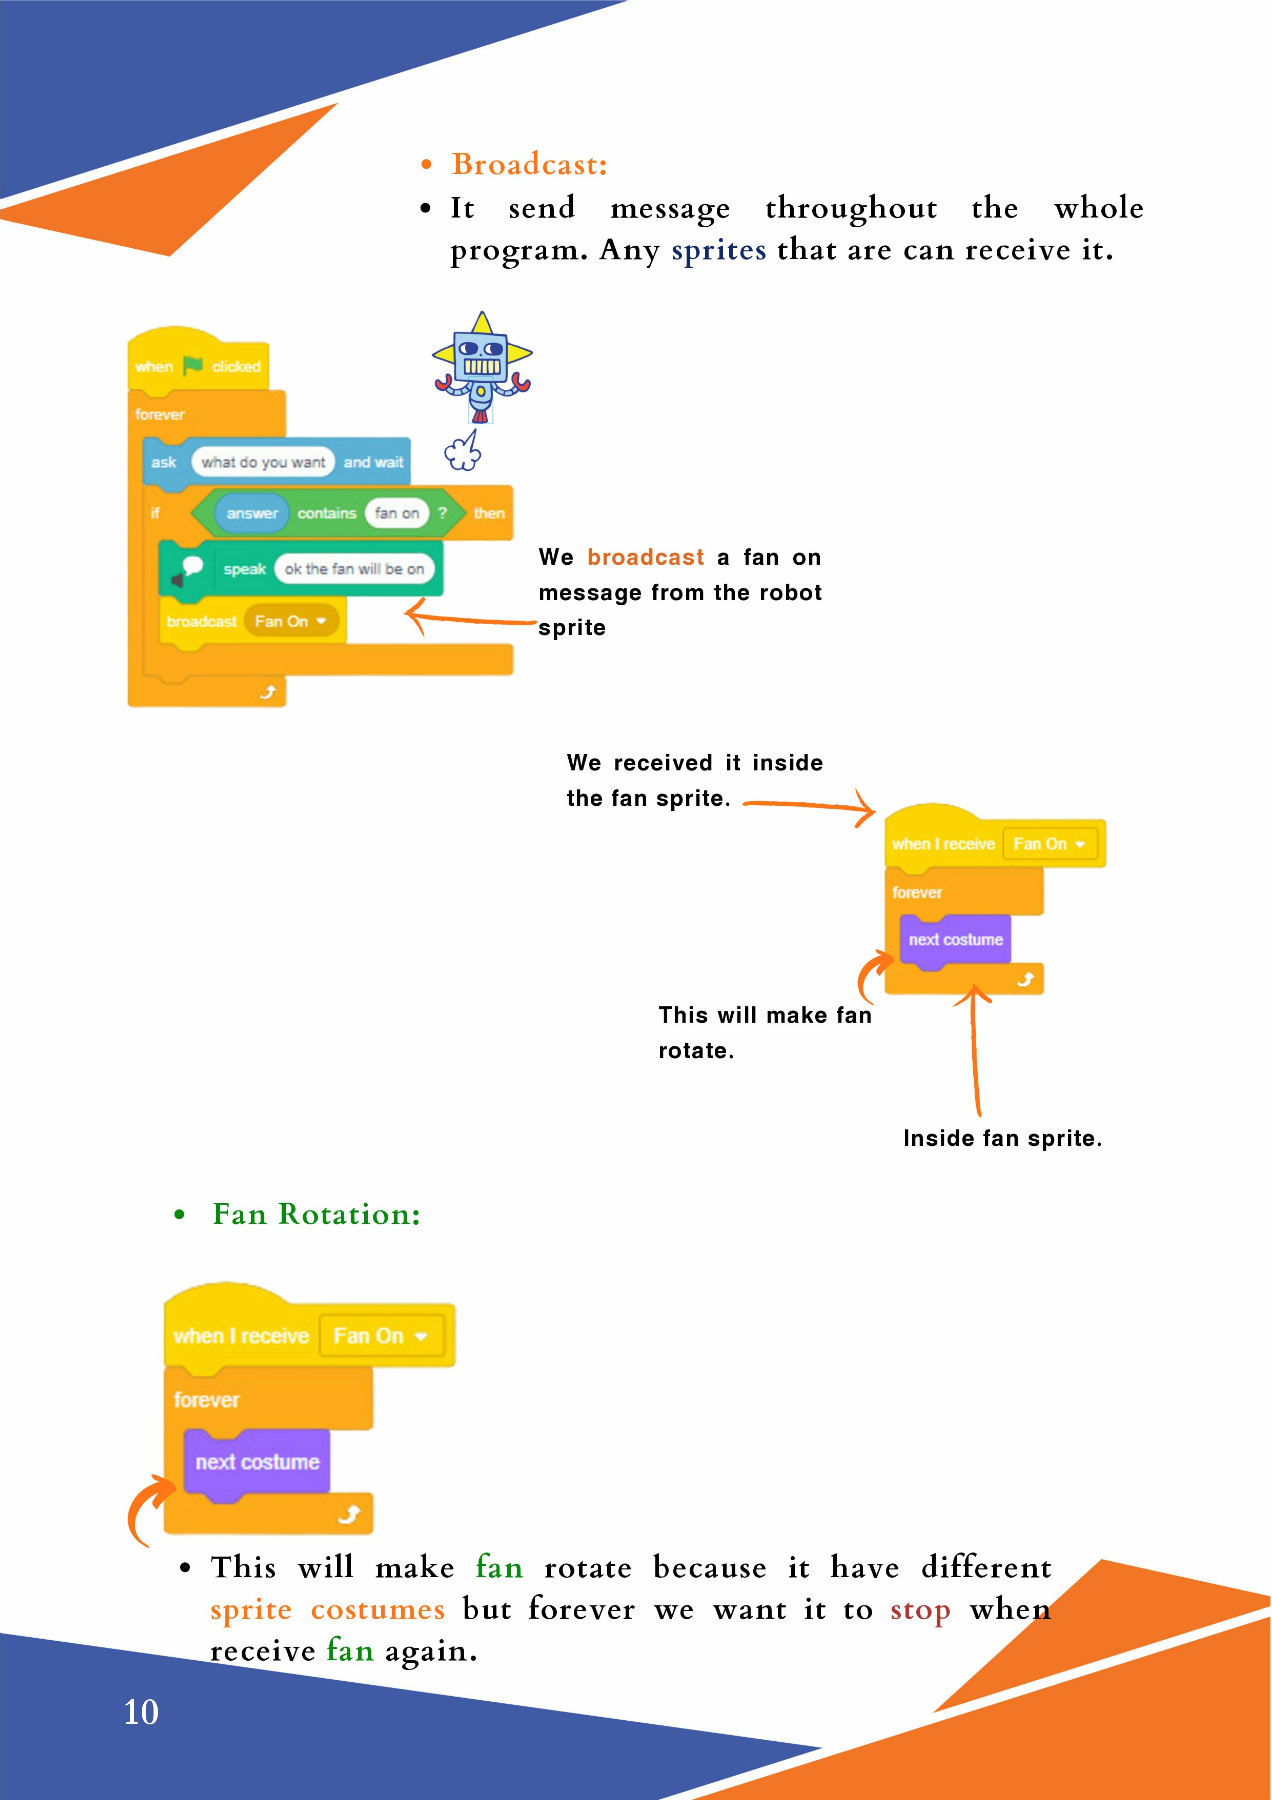 • Broadcast:
• It send message throughout the whole
program. Any sprites that are can receive it.
when clicked
forever
ask what do you want and wait
if answer contains fan on ? then
speak ok the fan will be on
broadcast Fan On
We broadcast a fan on
message from the robot
sprite
We received it inside
the fan sprite.
when I receive Fan On
forever
next costume
This will make fan
rotate.
Inside fan sprite.
• Fan Rotation:
when I receive Fan On
forever
next costume
• This will make fan rotate because it have different
sprite costumes but forever we want it to stop when
receive fan again.
10